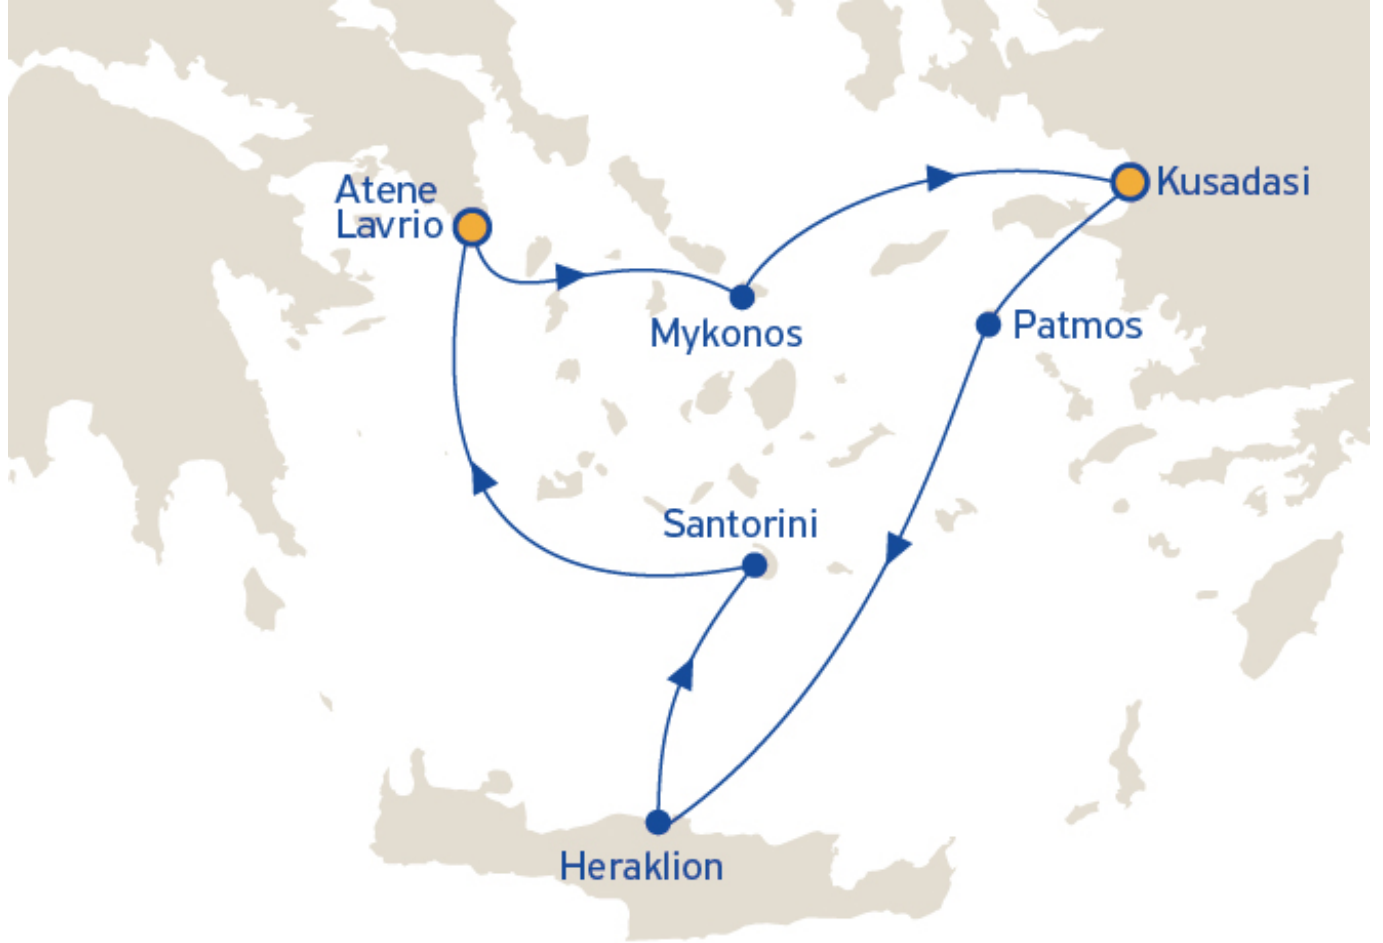 Atene
Lavrio
Kusadasi
Mykonos
Patmos
Santorini
Heraklion